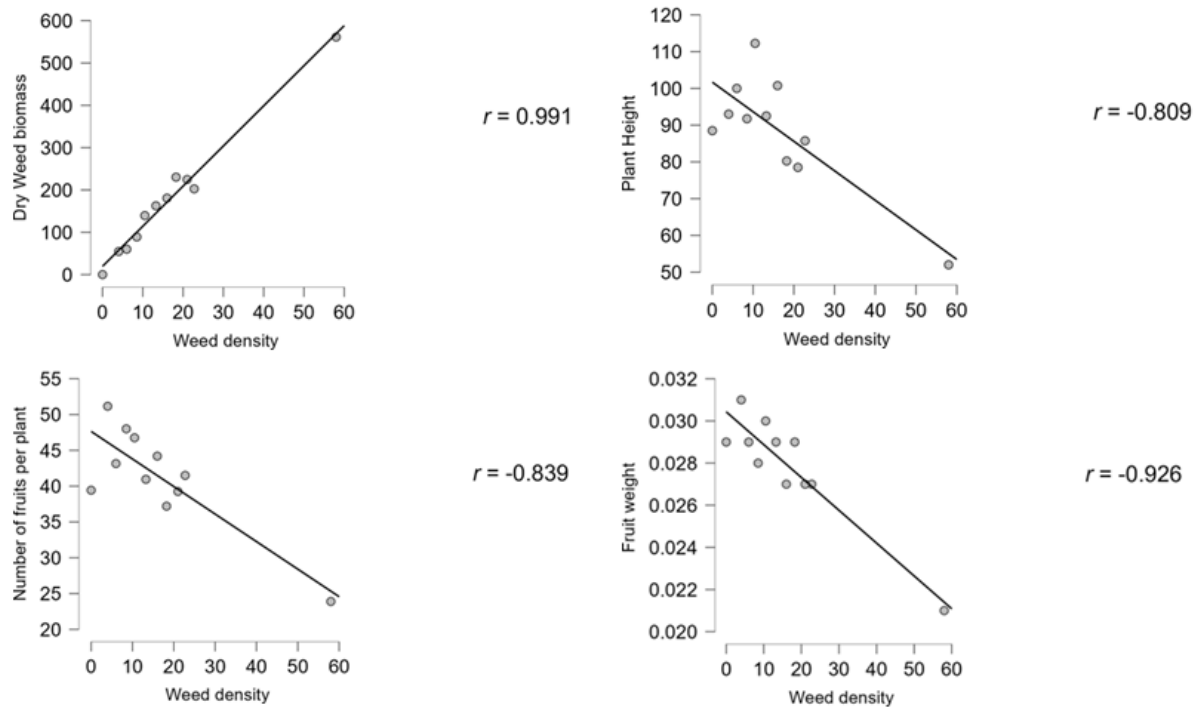 600
500
400
300
200
100
0
Dry Weed biomass
0 10 20 30 40 50 60
Weed density
r = 0.991
120
110
100
90
80
70
60
50
Plant Height
0 10 20 30 40 50 60
Weed density
r = -0.809
55
50
45
40
35
30
25
20
Number of fruits per plant
0 10 20 30 40 50 60
Weed density
r = -0.839
0.032
0.030
0.028
0.026
0.024
0.022
0.020
Fruit weight
0 10 20 30 40 50 60
Weed density
r = -0.926